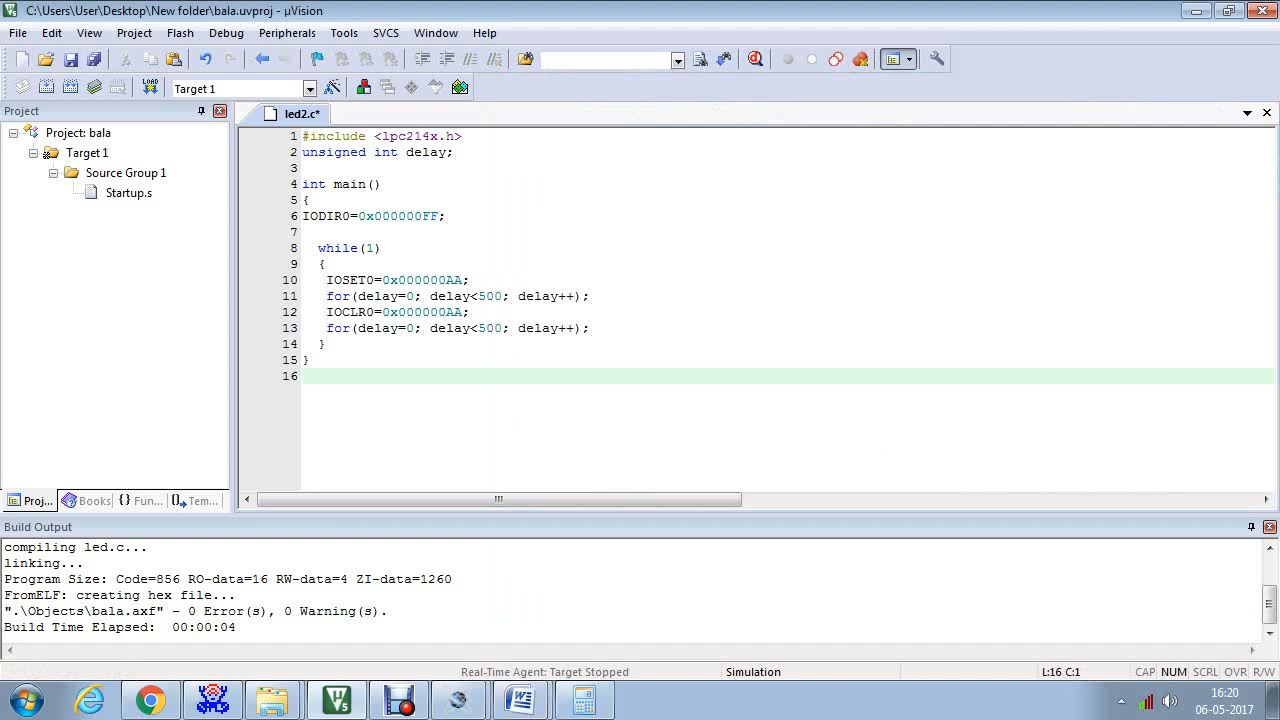 C:\Users\User\Desktop\New folder\bala.uvproj - µVision
File Edit View Project Flash Debug Peripherals Tools SVCS Window Help
LOAD Target 1
Project
led2.c*
Project: bala
Target 1
Source Group 1
Startup.s
1 #include <lpc214x.h>
2 unsigned int delay;
3
4 int main()
5 {
6 IODIR0=0x000000FF;
7
8 while(1)
9 {
10 IOSET0=0x000000AA;
11 for(delay=0; delay<500; delay++);
12 IOCLR0=0x000000AA;
13 for(delay=0; delay<500; delay++);
14 }
15 }
16
Proj... Books {} Fun... Tem...
Build Output
compiling led.c...
linking...
Program Size: Code=856 RO-data=16 RW-data=4 ZI-data=1260
FromELF: creating hex file...
".\Objects\bala.axf" - 0 Error(s), 0 Warning(s).
Build Time Elapsed:  00:00:04
Real-Time Agent: Target Stopped Simulation L:16 C:1 CAP NUM SCRL OVR R/W
16:20
06-05-2017